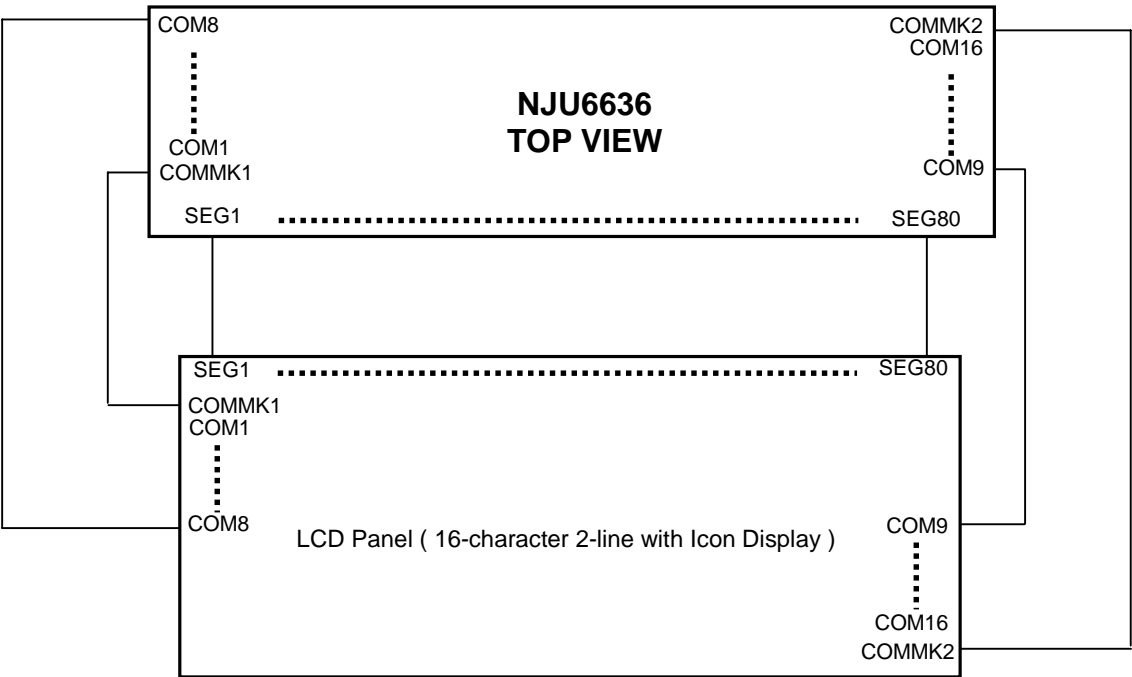 COM8
COMMK2
COM16
NJU6636
TOP VIEW
COM1
COMMK1
COM9
SEG1
SEG80
SEG1
SEG80
COMMK1
COM1
COM8
COM9
LCD Panel ( 16-character 2-line with Icon Display )
COM16
COMMK2